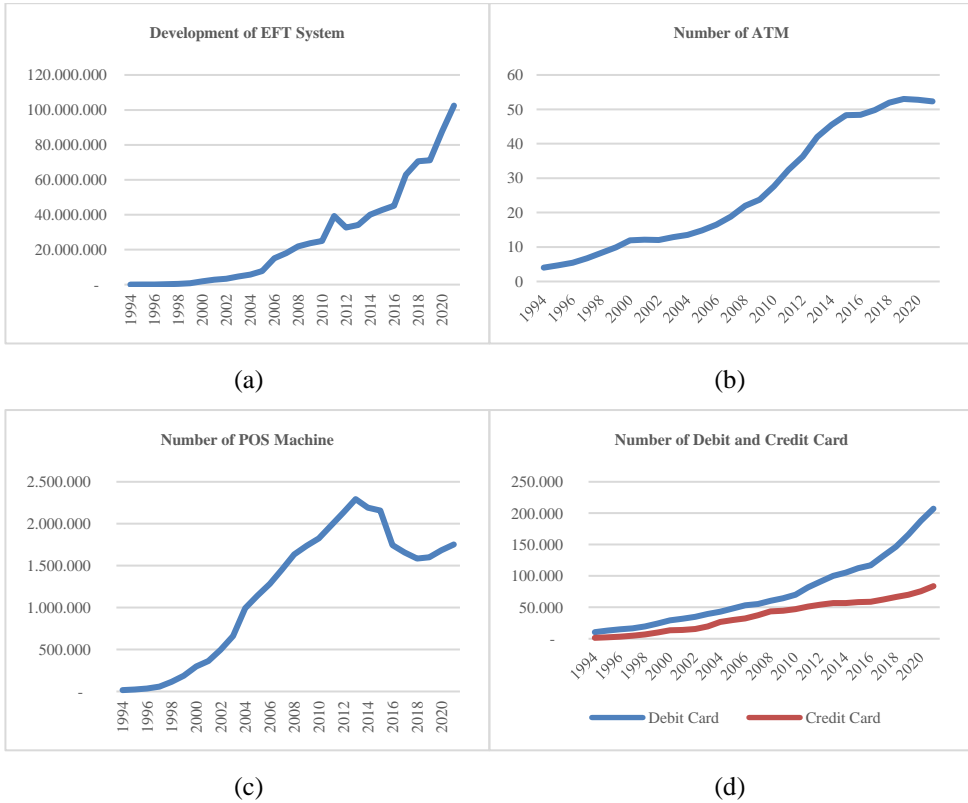 Development of EFT System
120.000.000
100.000.000
80.000.000
60.000.000
40.000.000
20.000.000
-
1994 1996 1998 2000 2002 2004 2006 2008 2010 2012 2014 2016 2018 2020
(a)
Number of ATM
60
50
40
30
20
10
0
1994 1996 1998 2000 2002 2004 2006 2008 2010 2012 2014 2016 2018 2020
(b)
Number of POS Machine
2.500.000
2.000.000
1.500.000
1.000.000
500.000
-
1994 1996 1998 2000 2002 2004 2006 2008 2010 2012 2014 2016 2018 2020
(c)
Number of Debit and Credit Card
250.000
200.000
150.000
100.000
50.000
-
1994 1996 1998 2000 2002 2004 2006 2008 2010 2012 2014 2016 2018 2020
Debit Card Credit Card
(d)